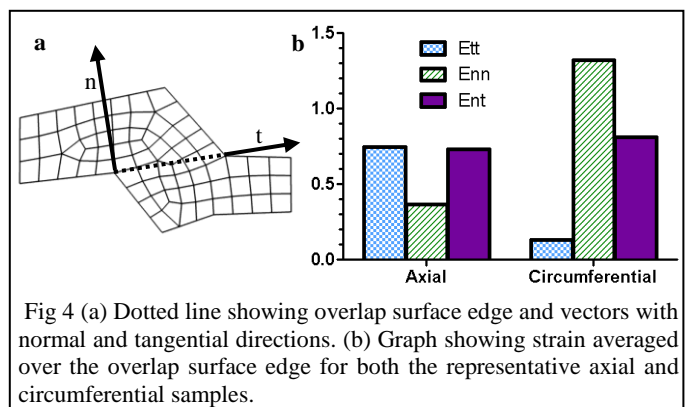 a
n
t
b
1.5
1.0
0.5
0.0
Ett
Enn
Ent
Axial
Circumferential
Fig 4 (a) Dotted line showing overlap surface edge and vectors with
normal and tangential directions. (b) Graph showing strain averaged
over the overlap surface edge for both the representative axial and
circumferential samples.